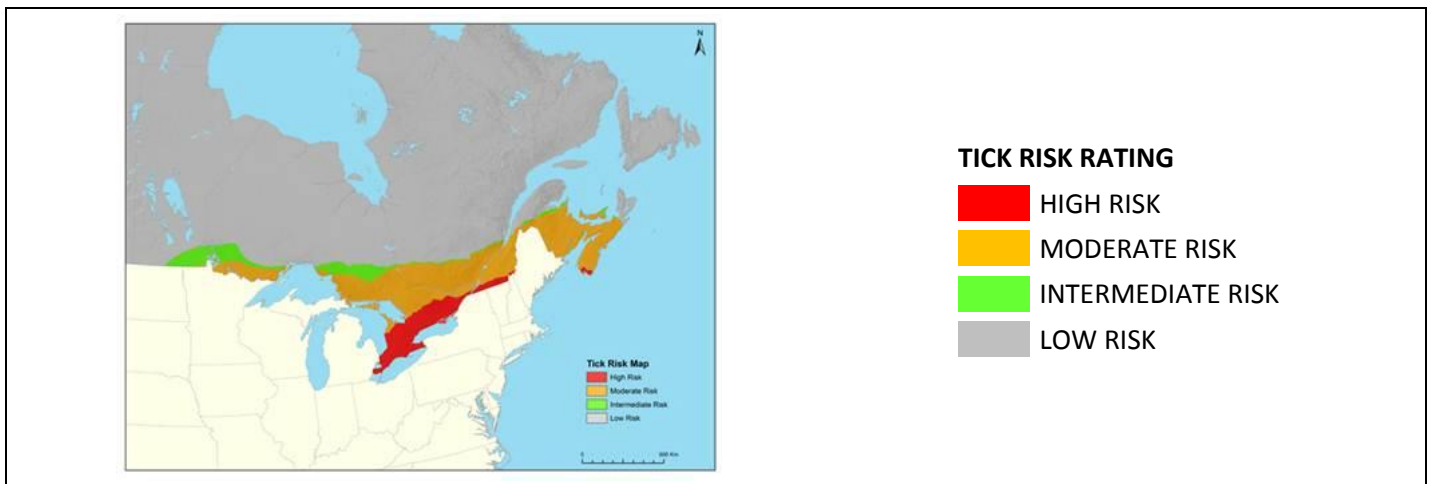 N
Tick Risk Map
High Risk
Moderate Risk
Intermediate Risk
Low Risk
TICK RISK RATING
HIGH RISK
MODERATE RISK
INTERMEDIATE RISK
LOW RISK